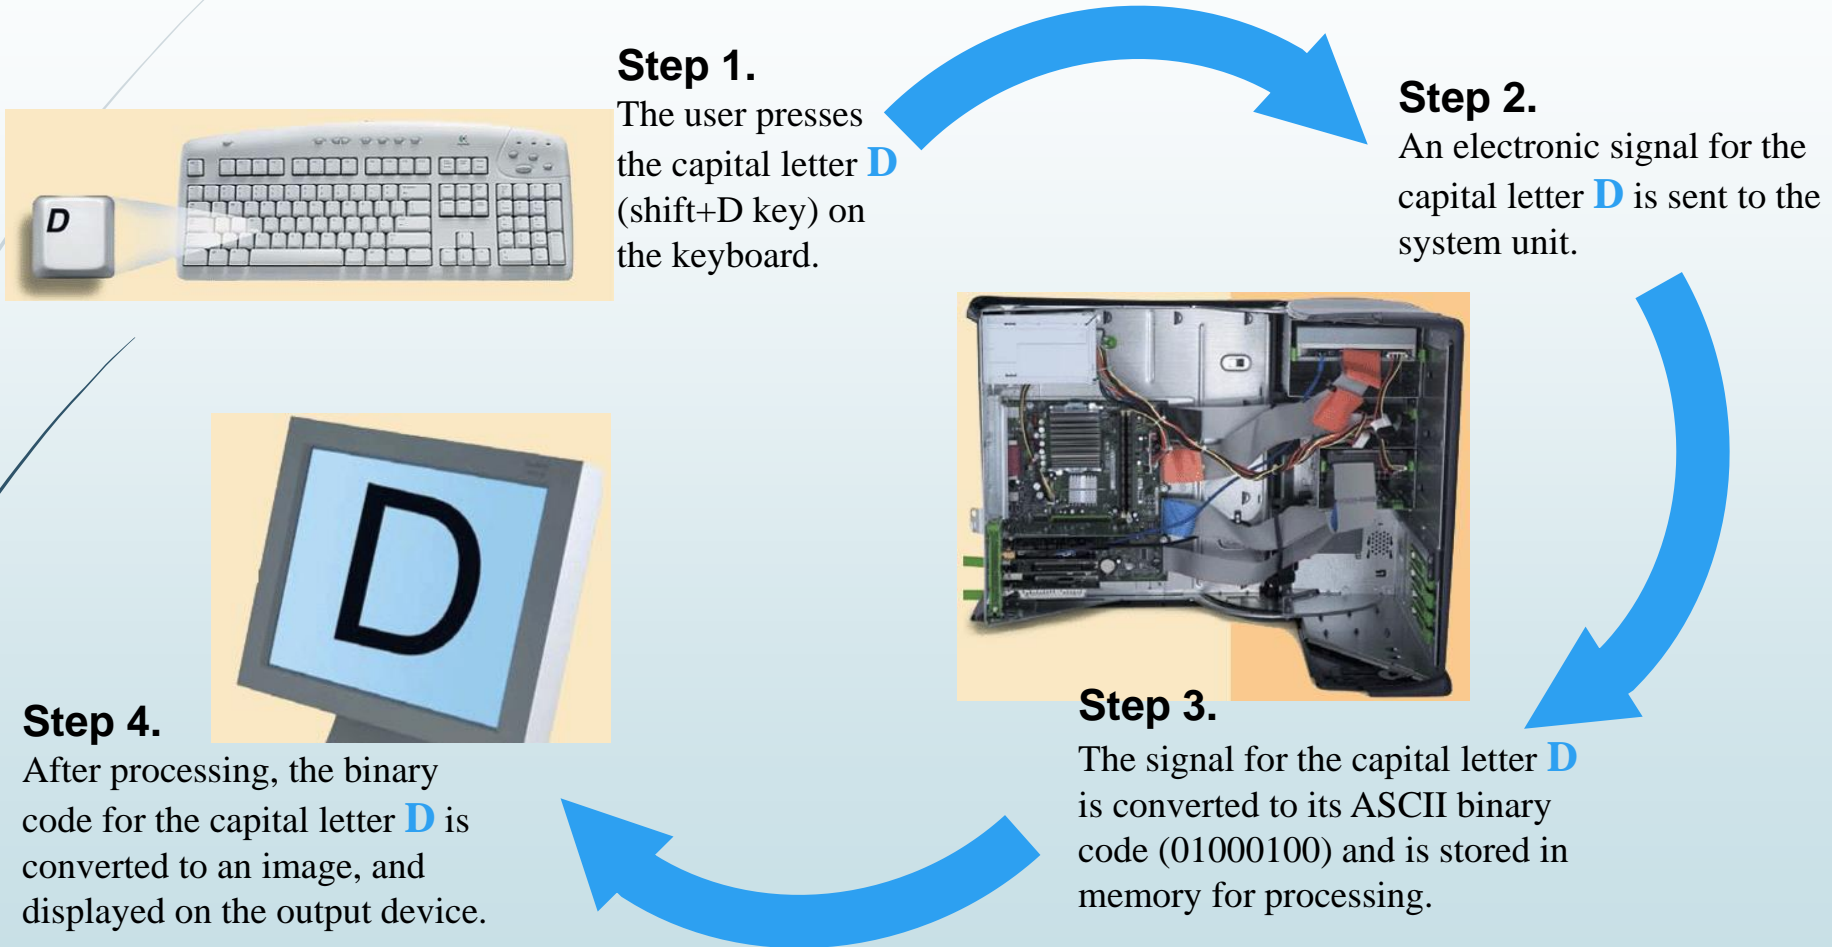 Step 1.
The user presses
the capital letter D
(shift+D key) on
the keyboard.
Step 2.
An electronic signal for the
capital letter D is sent to the
system unit.
D
Step 3.
The signal for the capital letter D
is converted to its ASCII binary
code (01000100) and is stored in
memory for processing.
D
Step 4.
After processing, the binary
code for the capital letter D is
converted to an image, and
displayed on the output device.